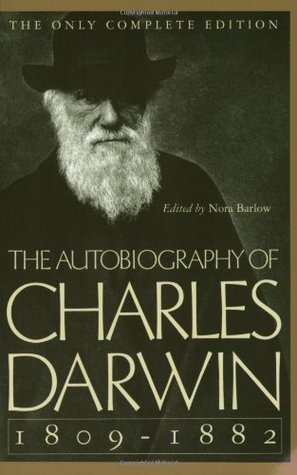 THE ONLY COMPLETE EDITION
Edited by Nora Barlow
THE AUTOBIOGRAPHY OF
CHARLES
DARWIN
1809-1882